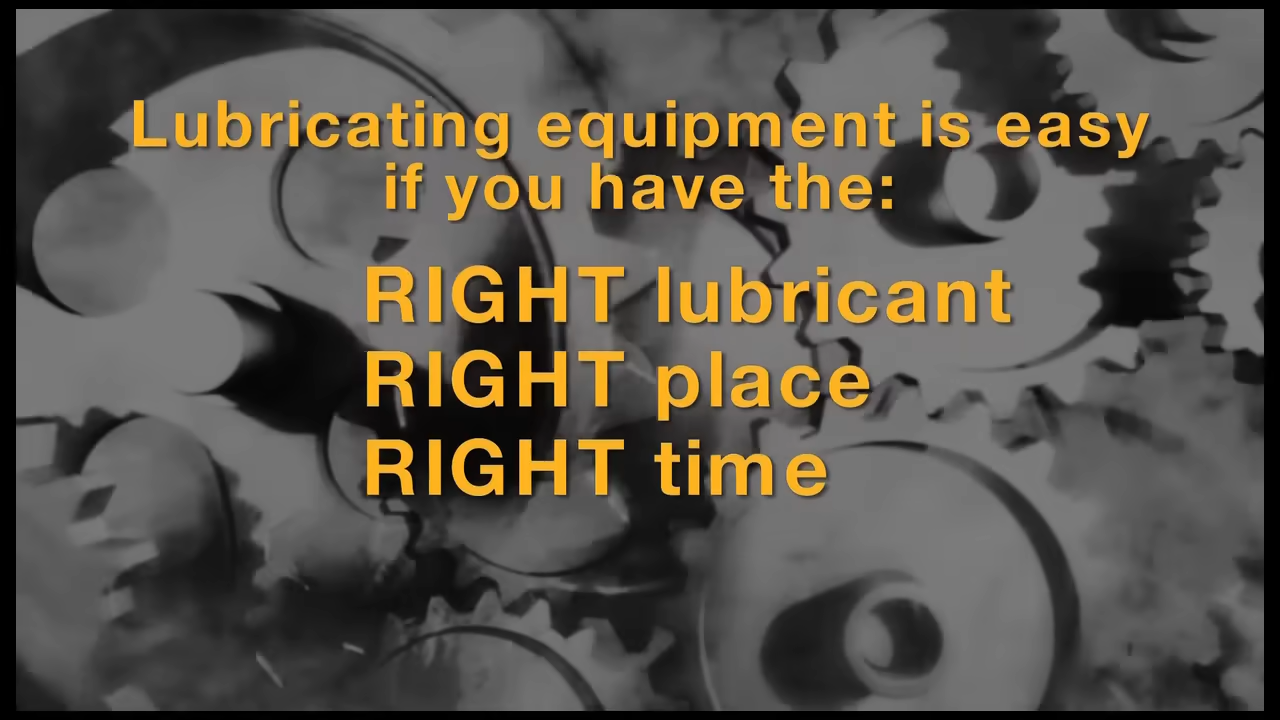 Lubricating equipment is easy
if you have the:
RIGHT lubricant
RIGHT place
RIGHT time